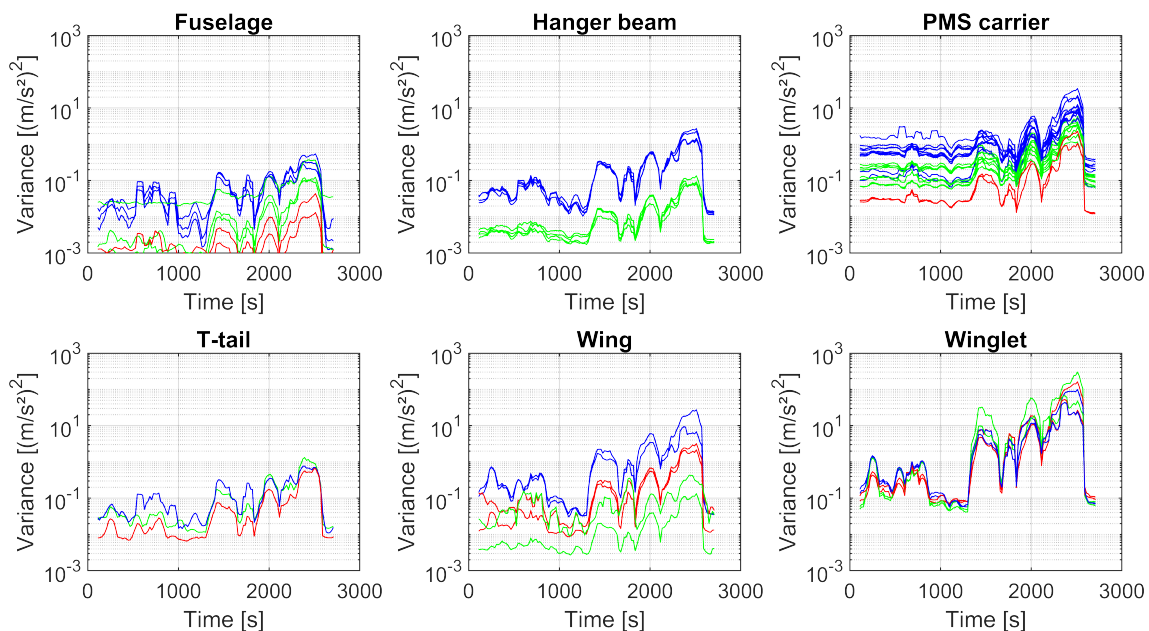 Fuselage
Hanger beam
PMS carrier
10^3
10^1
10^-1
10^-3
Variance [(m/s²)^2]
0 1000 2000 3000
Time [s]
10^3
10^1
10^-1
10^-3
Variance [(m/s²)^2]
0 1000 2000 3000
Time [s]
10^3
10^1
10^-1
10^-3
Variance [(m/s²)^2]
0 1000 2000 3000
Time [s]
T-tail
Wing
Winglet
10^3
10^1
10^-1
10^-3
Variance [(m/s²)^2]
0 1000 2000 3000
Time [s]
10^3
10^1
10^-1
10^-3
Variance [(m/s²)^2]
0 1000 2000 3000
Time [s]
10^3
10^1
10^-1
10^-3
Variance [(m/s²)^2]
0 1000 2000 3000
Time [s]